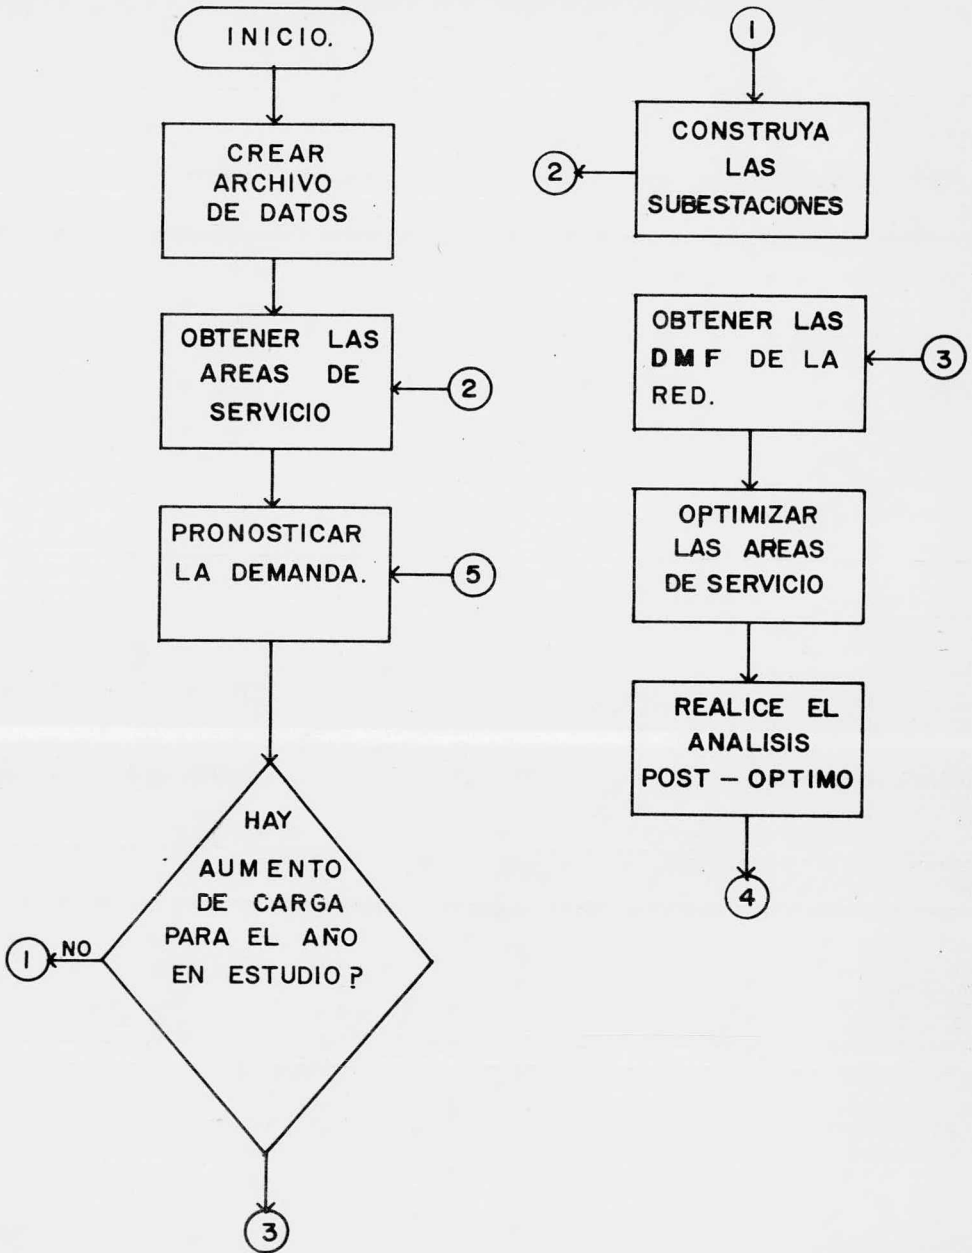 INICIO.
CREAR
ARCHIVO
DE DATOS
OBTENER LAS
AREAS DE
SERVICIO
2
PRONOSTICAR
LA DEMANDA.
5
HAY
AUMENTO
DE CARGA
PARA EL AÑO
EN ESTUDIO?
NO
1
3
1
CONSTRUYA
LAS
SUBESTACIONES
2
OBTENER LAS
DMF DE LA
RED.
3
OPTIMIZAR
LAS AREAS
DE SERVICIO
REALICE EL
ANALISIS
POST - OPTIMO
4